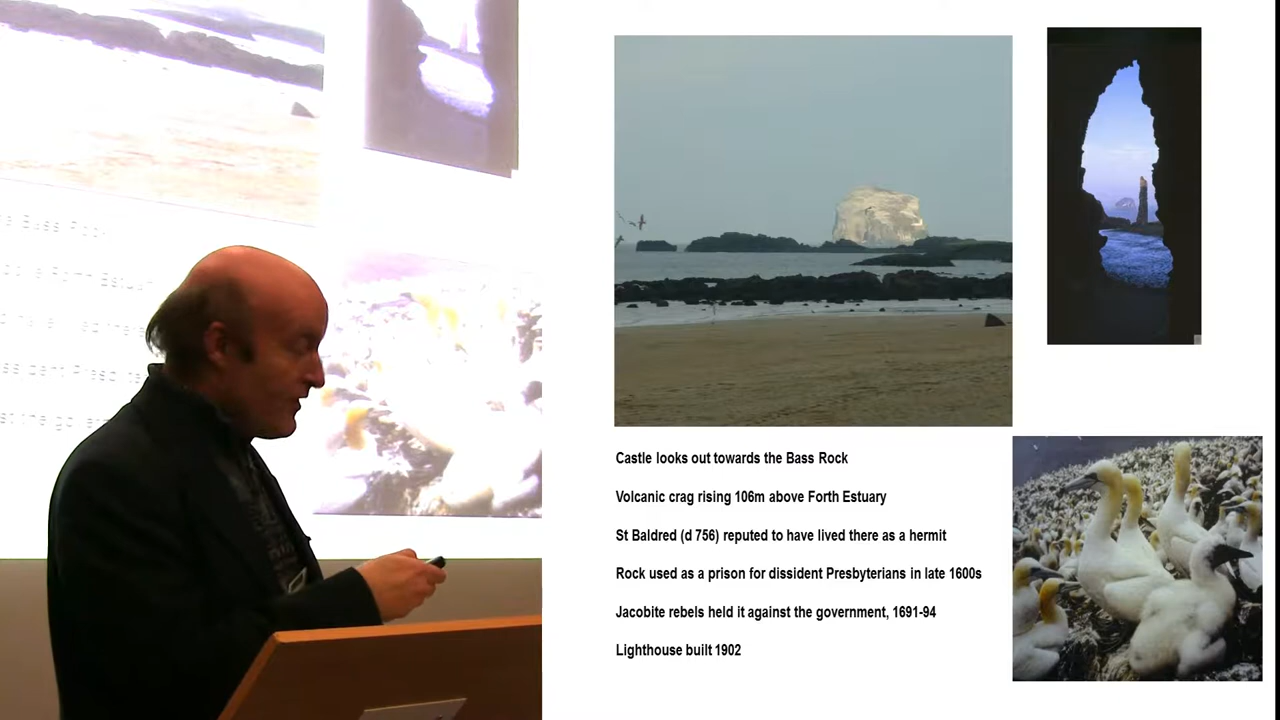 Castle looks out towards the Bass Rock
Volcanic crag rising 106m above Forth Estuary
St Baldred (d 756) reputed to have lived there as a hermit
Rock used as a prison for dissident Presbyterians in late 1600s
Jacobite rebels held it against the government, 1691-94
Lighthouse built 1902